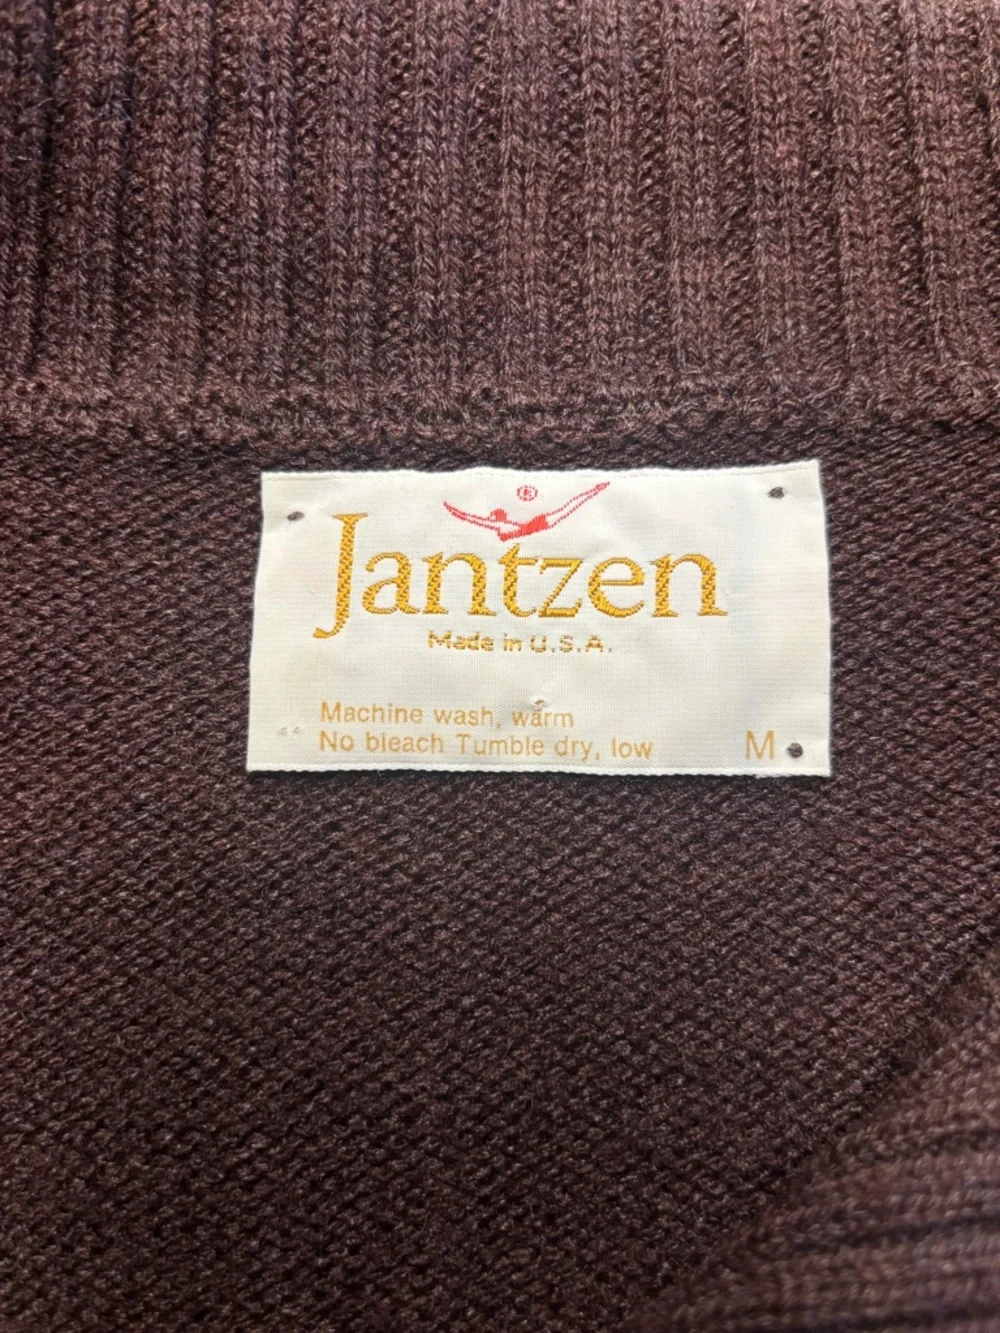 ®
Jantzen
Made in U.S.A.
Machine wash, warm
No bleach Tumble dry, low M